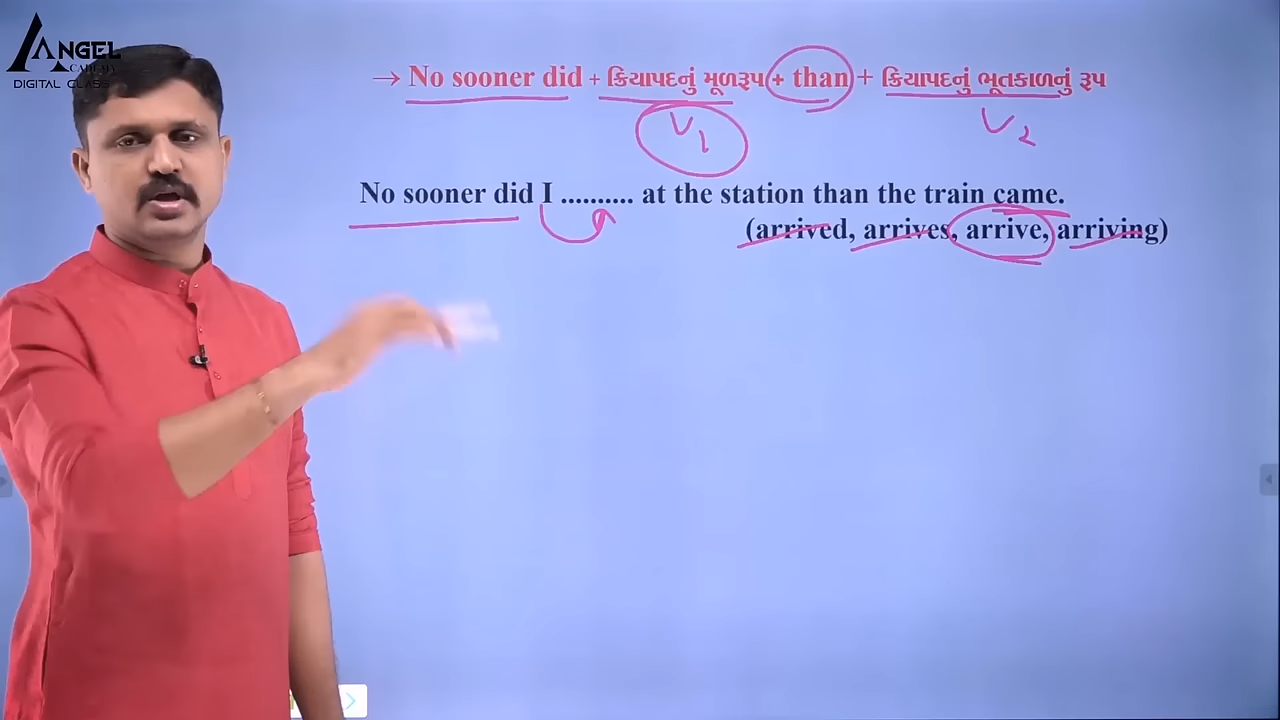 ANGEL
ACADEMY
DIGITAL CLASS
→ No sooner did + ક્રિયાપદનું મૂળરૂપ + than + ક્રિયાપદનું ભૂતકાળનું રૂપ
V1 V2
No sooner did I .......... at the station than the train came.
(arrived, arrives, arrive, arriving)